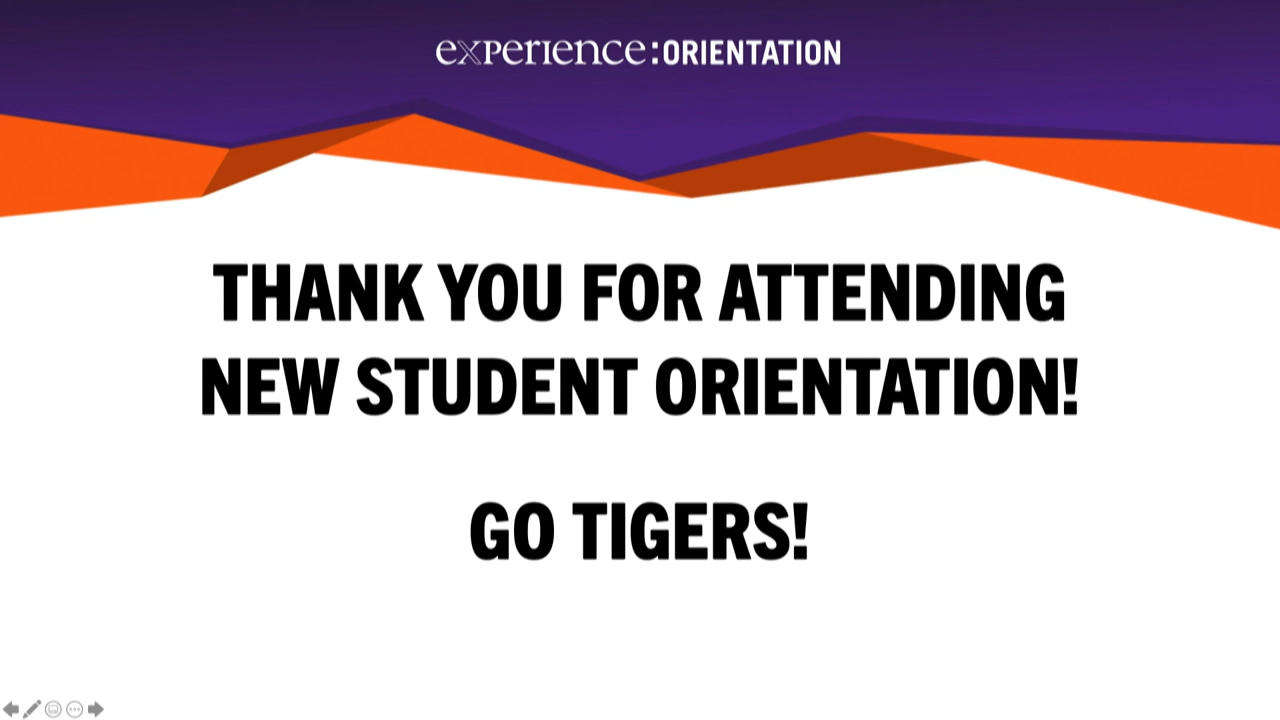 experience:ORIENTATION
THANK YOU FOR ATTENDING
NEW STUDENT ORIENTATION!
GO TIGERS!